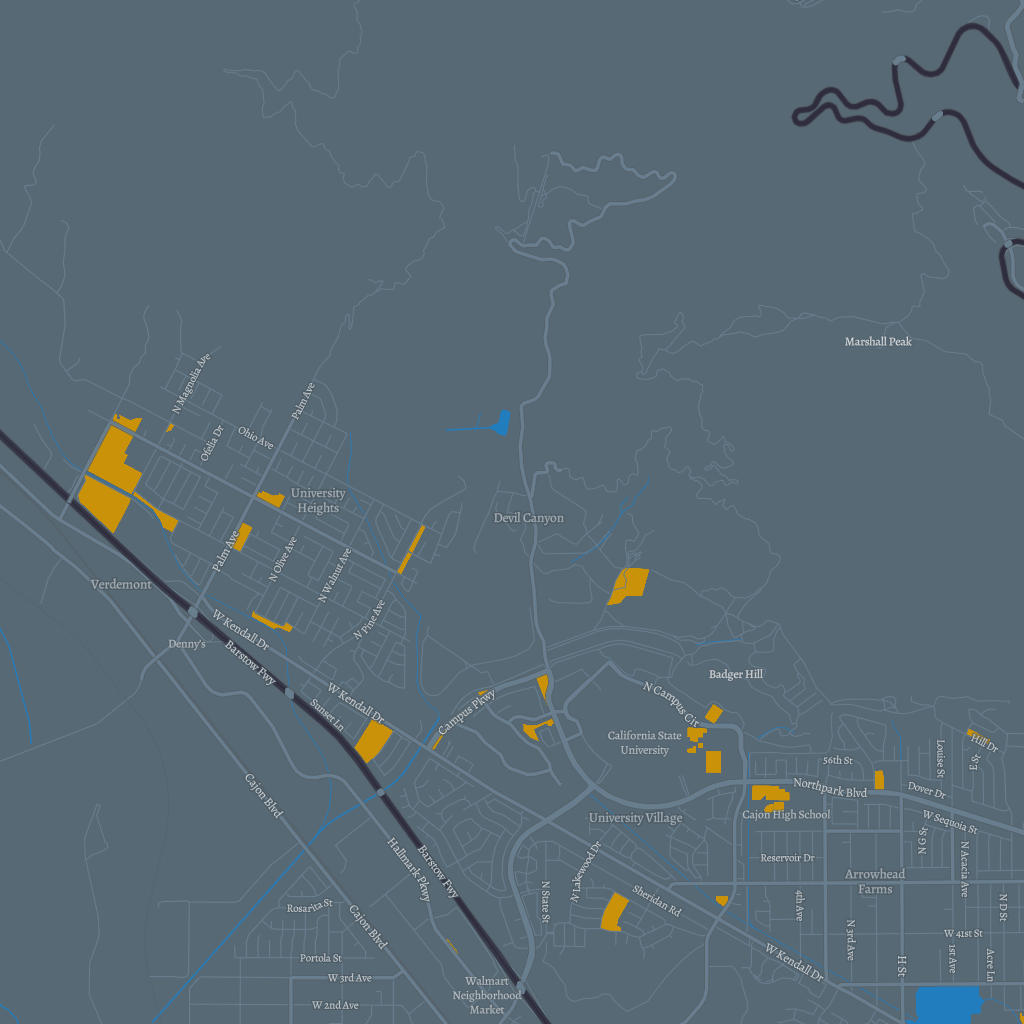 Marshall Peak
N Magnolia Ave
Palm Ave
Ofelia Dr
Ohio Ave
University
Heights
Devil Canyon
Palm Ave
N Olive Ave
N Walnut Ave
Verdemont
N Pine Ave
W Kendall Dr
Denny's
Barstow Fwy
Badger Hill
W Kendall Dr
Sunset Ln
Campus Pkwy
N Campus Cir
California State
University
Hill Dr
Louise St
E St
56th St
Cajon Blvd
Northpark Blvd
Dover Dr
Cajon High School
University Village
W Sequoia St
N G St
Hallmark Pkwy
Barstow Fwy
Reservoir Dr
N Acacia Ave
N Lakewood Dr
Arrowhead
Farms
Sheridan Rd
N State St
4th Ave
N D St
Rosarita St
Cajon Blvd
N 3rd Ave
W 41st St
1st Ave
Portola St
W Kendall Dr
H St
Acre Ln
W 3rd Ave
Walmart
Neighborhood
Market
W 2nd Ave